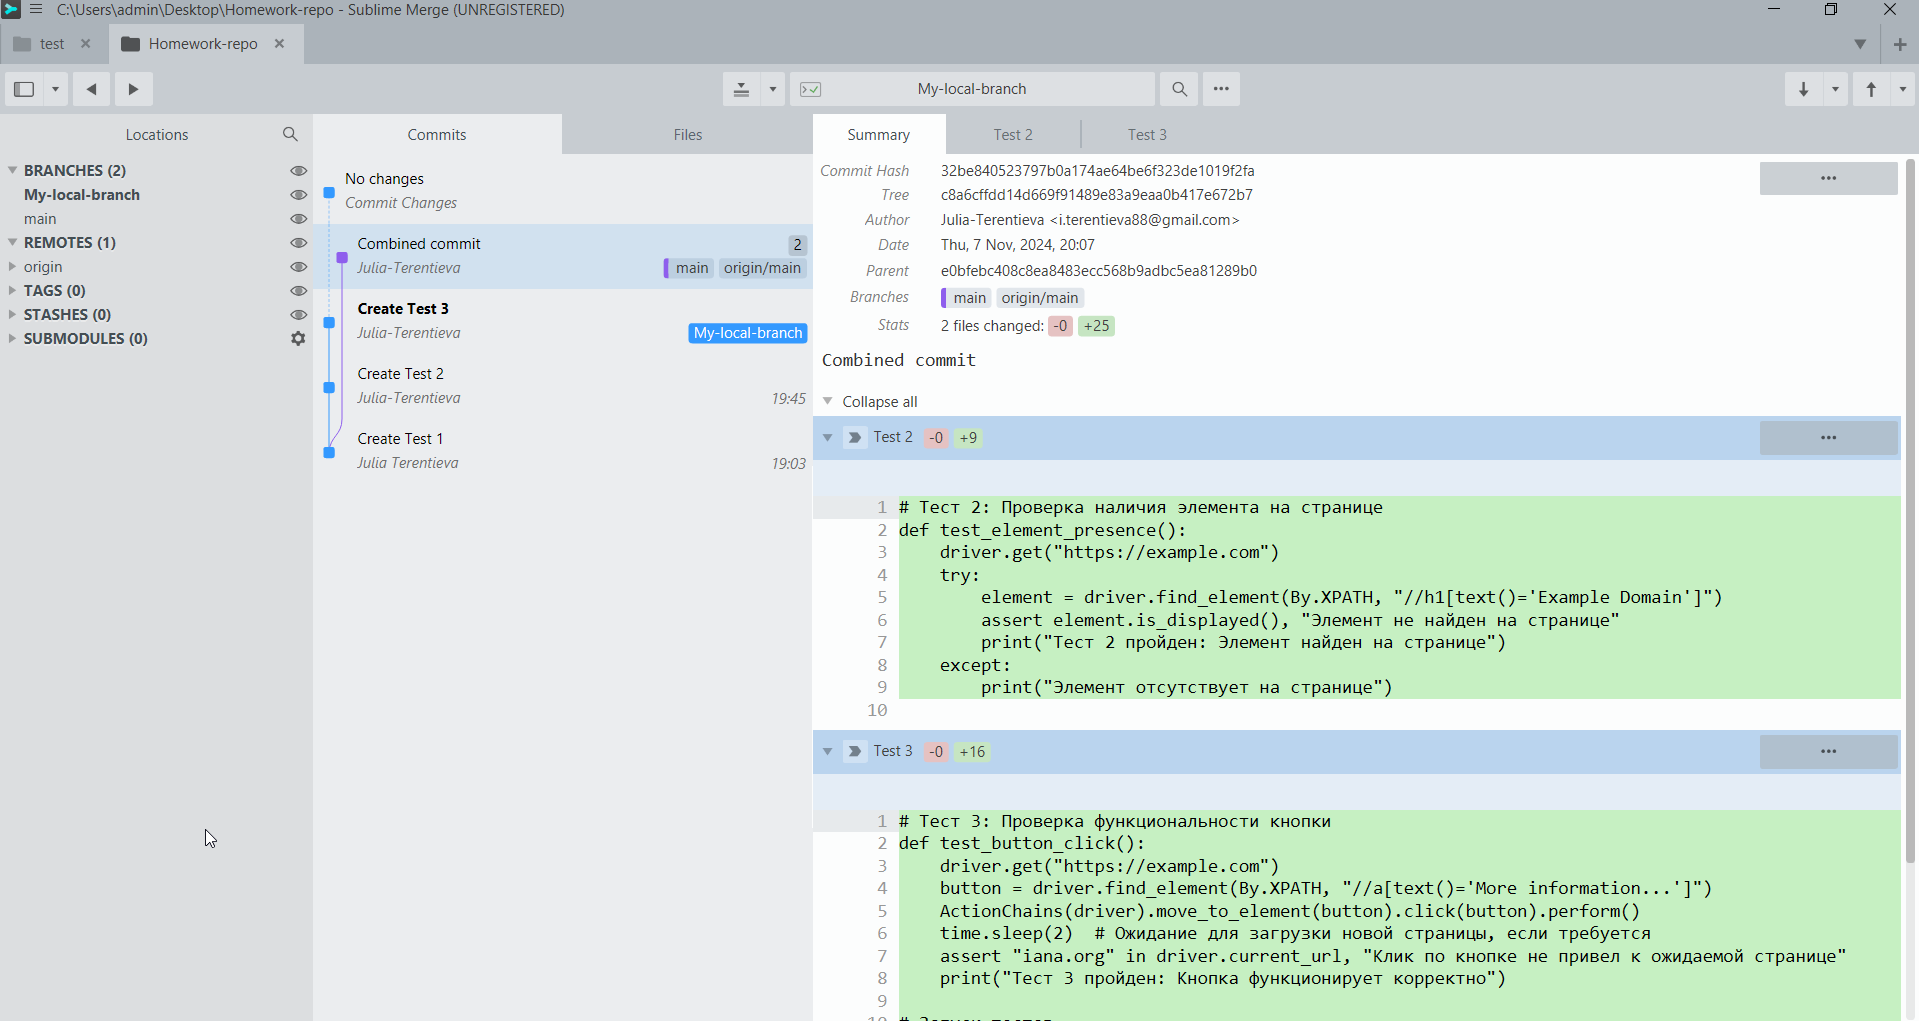 C:\Users\admin\Desktop\Homework-repo - Sublime Merge (UNREGISTERED)
test
Homework-repo
My-local-branch
Locations
BRANCHES (2)
My-local-branch
main
REMOTES (1)
origin
TAGS (0)
STASHES (0)
SUBMODULES (0)
Commits
Files
No changes
Commit Changes
Combined commit
2
Julia-Terentieva
main
origin/main
Create Test 3
Julia-Terentieva
My-local-branch
Create Test 2
Julia-Terentieva
19:45
Create Test 1
Julia Terentieva
19:03
Summary
Test 2
Test 3
Commit Hash 32be840523797b0a174ae64be6f323de1019f2fa
Tree c8a6cffdd14d669f91489e83a9eaa0b417e672b7
Author Julia-Terentieva <i.terentieva88@gmail.com>
Date Thu, 7 Nov, 2024, 20:07
Parent e0bfebc408c8ea8483ecc568b9adbc5ea81289b0
Branches main origin/main
Stats 2 files changed: -0 +25
Combined commit
Collapse all
Test 2 -0 +9
1 # Тест 2: Проверка наличия элемента на странице
2 def test_element_presence():
3 driver.get("https://example.com")
4 try:
5 element = driver.find_element(By.XPATH, "//h1[text()='Example Domain']")
6 assert element.is_displayed(), "Элемент не найден на странице"
7 print("Тест 2 пройден: Элемент найден на странице")
8 except:
9 print("Элемент отсутствует на странице")
10
Test 3 -0 +16
1 # Тест 3: Проверка функциональности кнопки
2 def test_button_click():
3 driver.get("https://example.com")
4 button = driver.find_element(By.XPATH, "//a[text()='More information...']")
5 ActionChains(driver).move_to_element(button).click(button).perform()
6 time.sleep(2) # Ожидание для загрузки новой страницы, если требуется
7 assert "iana.org" in driver.current_url, "Клик по кнопке не привел к ожидаемой странице"
8 print("Тест 3 пройден: Кнопка функционирует корректно")
9